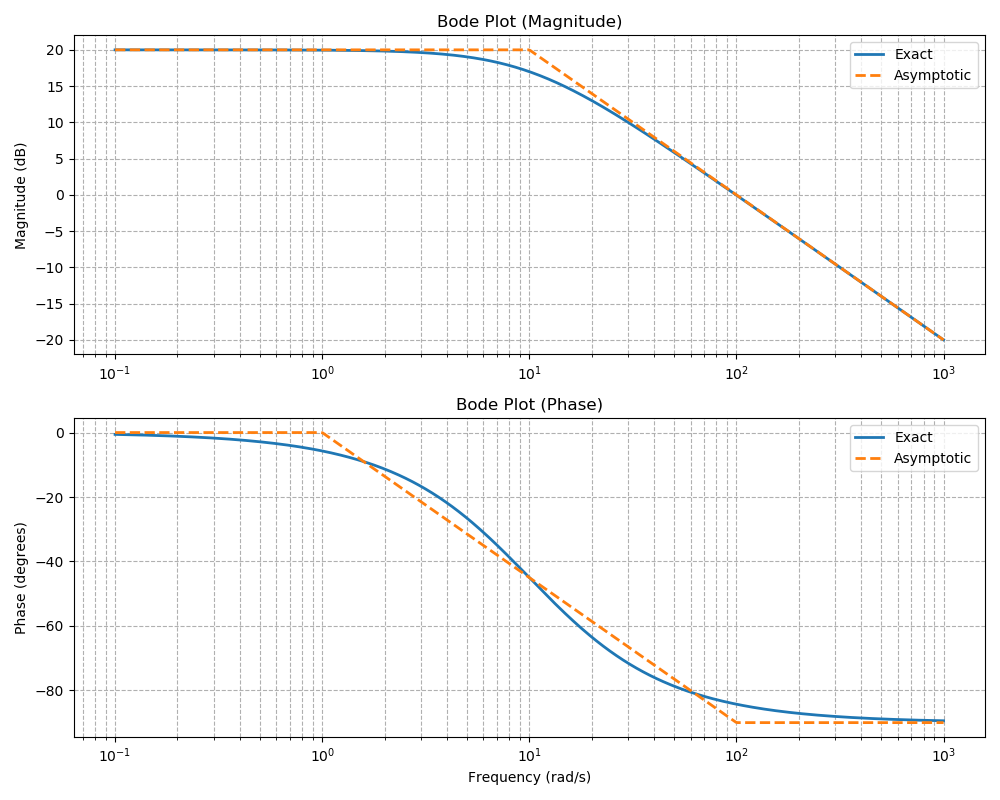 Bode Plot (Magnitude)
Magnitude (dB)
20
15
10
5
0
−5
−10
−15
−20
Exact
Asymptotic
10⁻¹ 10⁰ 10¹ 10² 10³
Bode Plot (Phase)
Phase (degrees)
0
−20
−40
−60
−80
Exact
Asymptotic
10⁻¹ 10⁰ 10¹ 10² 10³
Frequency (rad/s)